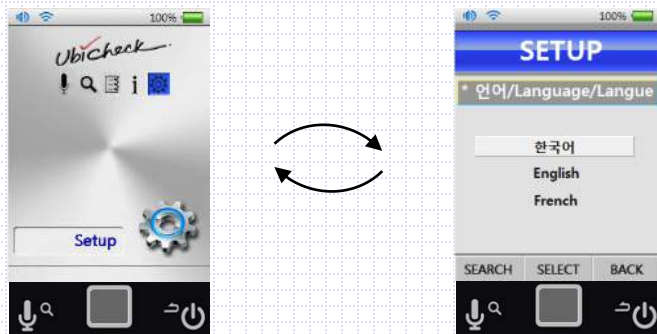 100%
Ubicheck
i
Setup
100%
SETUP
* 언어/Language/Langue
한국어
English
French
SEARCH SELECT BACK